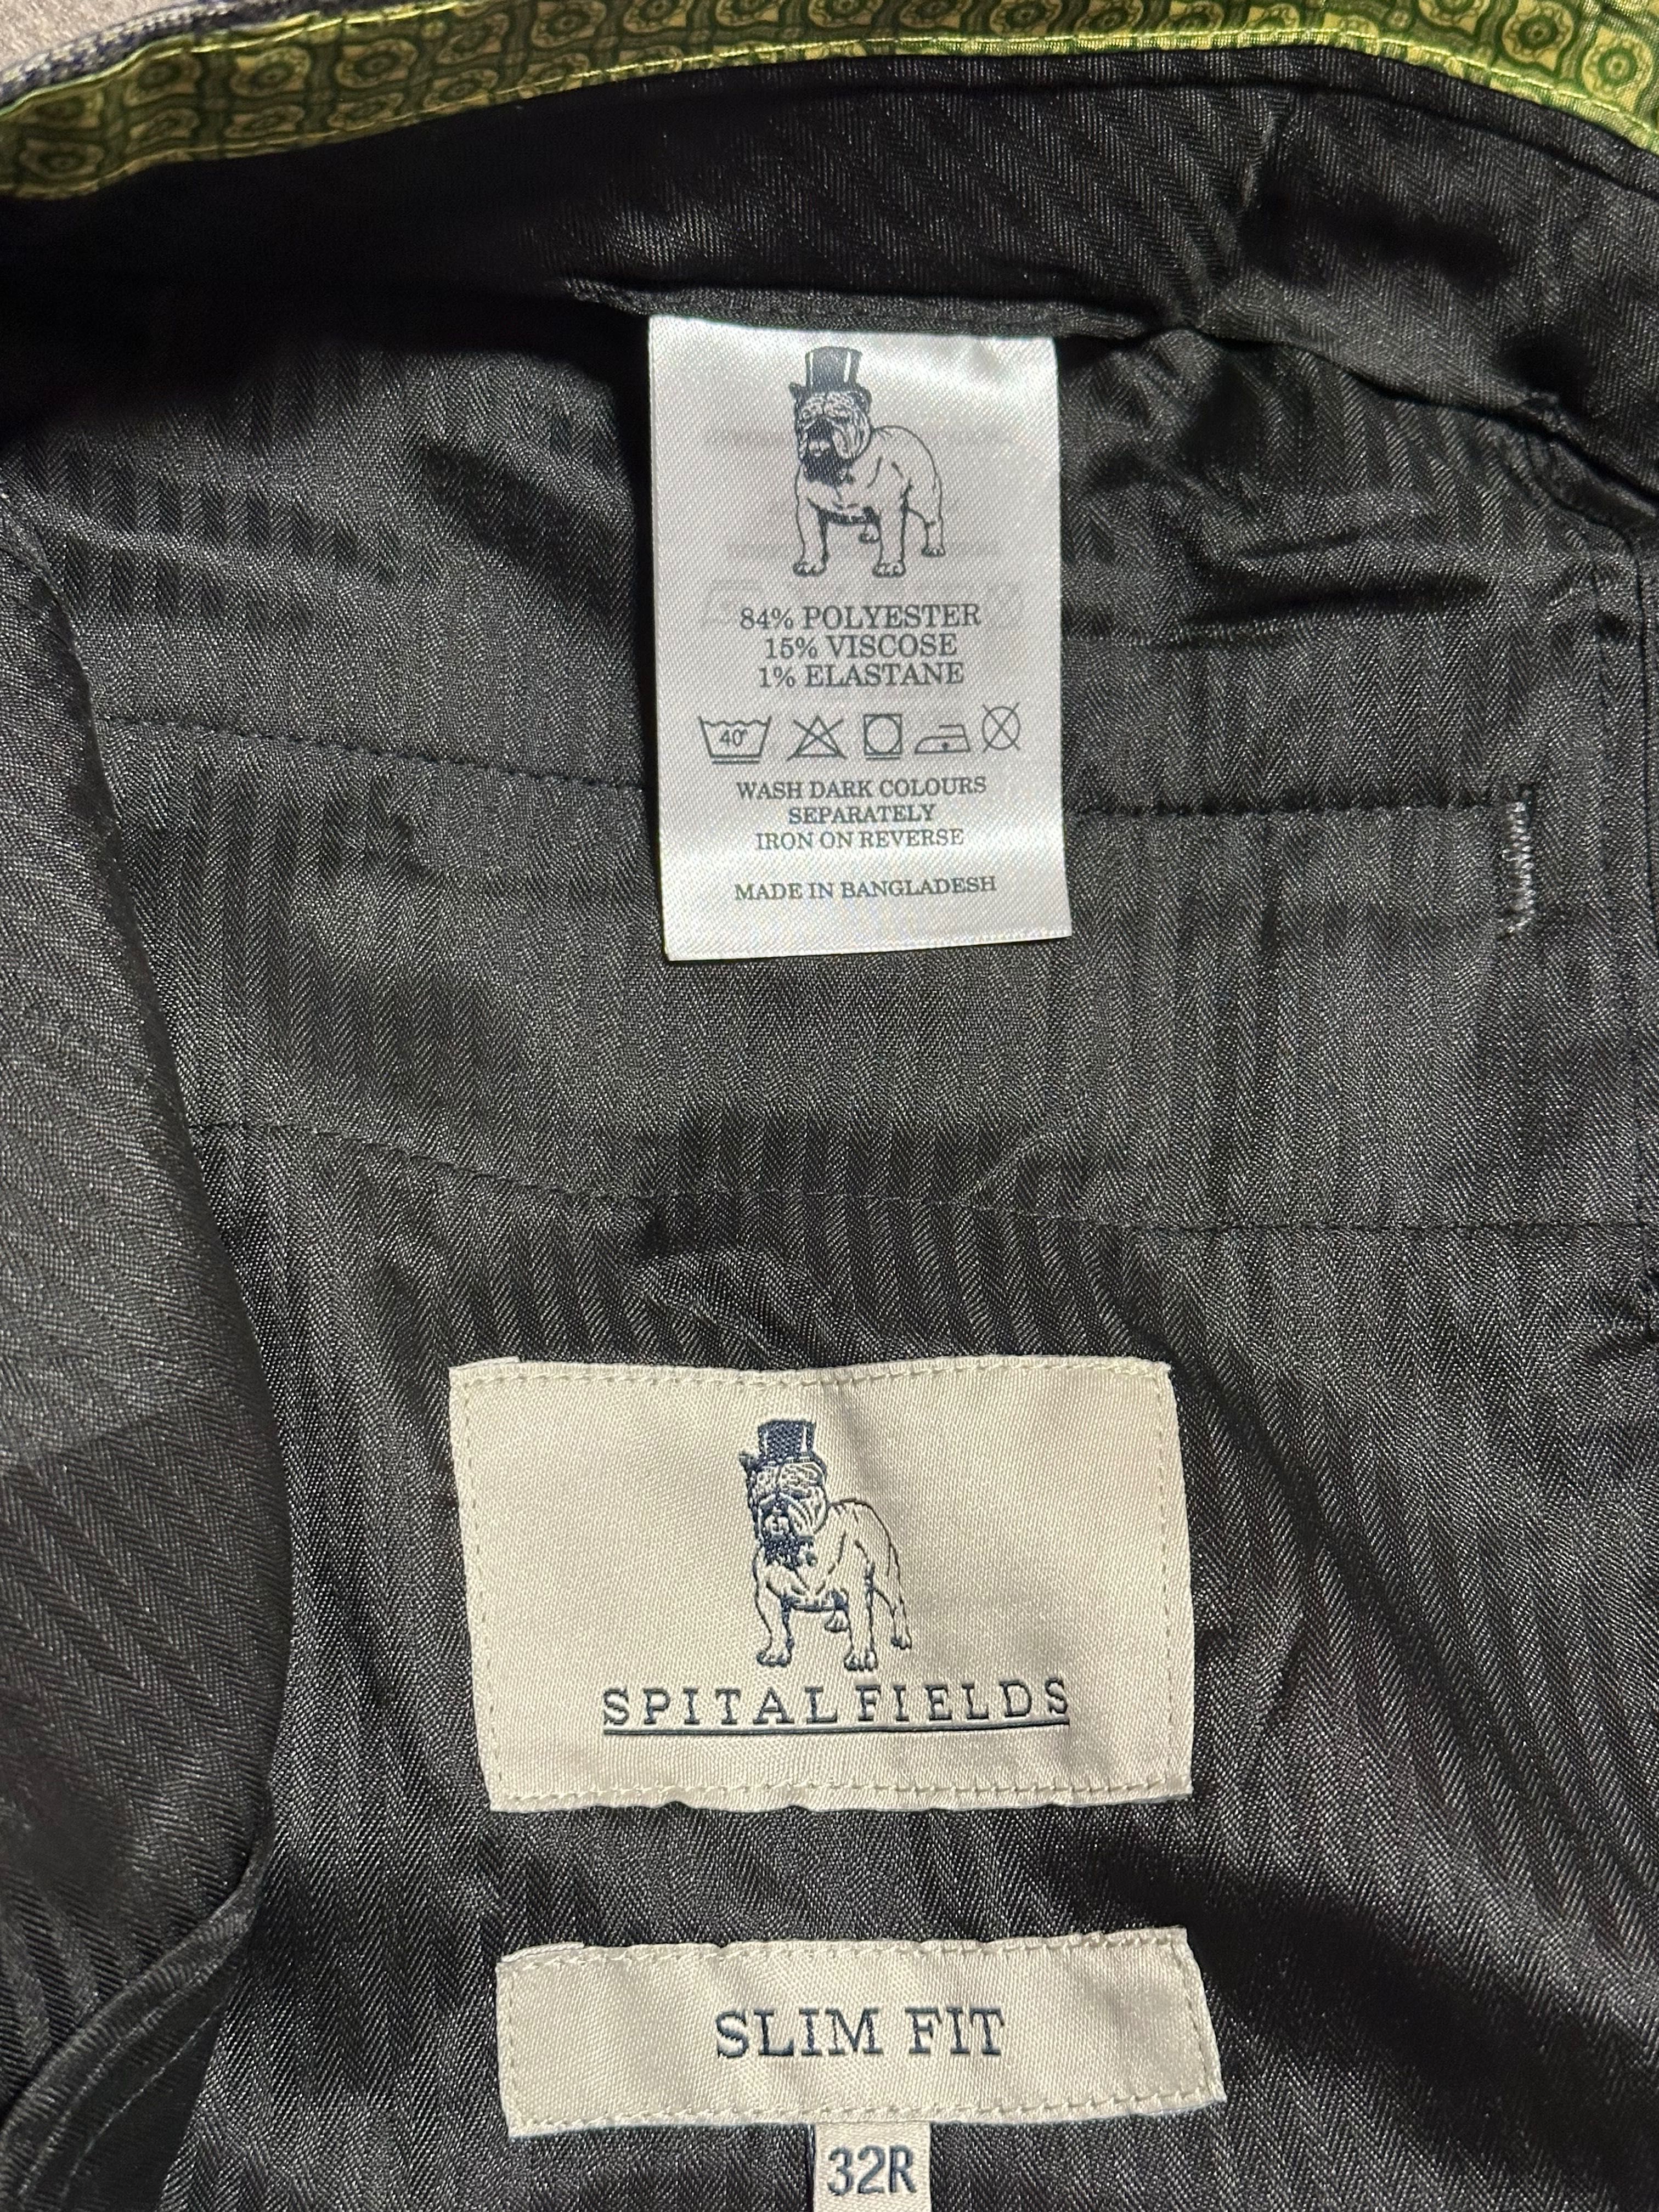 84% POLYESTER
15% VISCOSE
1% ELASTANE
40°
WASH DARK COLOURS
SEPARATELY
IRON ON REVERSE
MADE IN BANGLADESH
SPITALFIELDS
SLIM FIT
32R